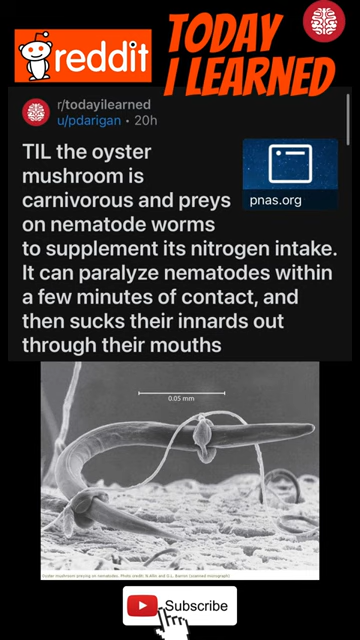 TODAY
I LEARNED
reddit
r/todayilearned
u/pdarigan • 20h
TIL the oyster
mushroom is
carnivorous and preys
on nematode worms
to supplement its nitrogen intake.
It can paralyze nematodes within
a few minutes of contact, and
then sucks their innards out
through their mouths
pnas.org
0.05 mm
Subscribe